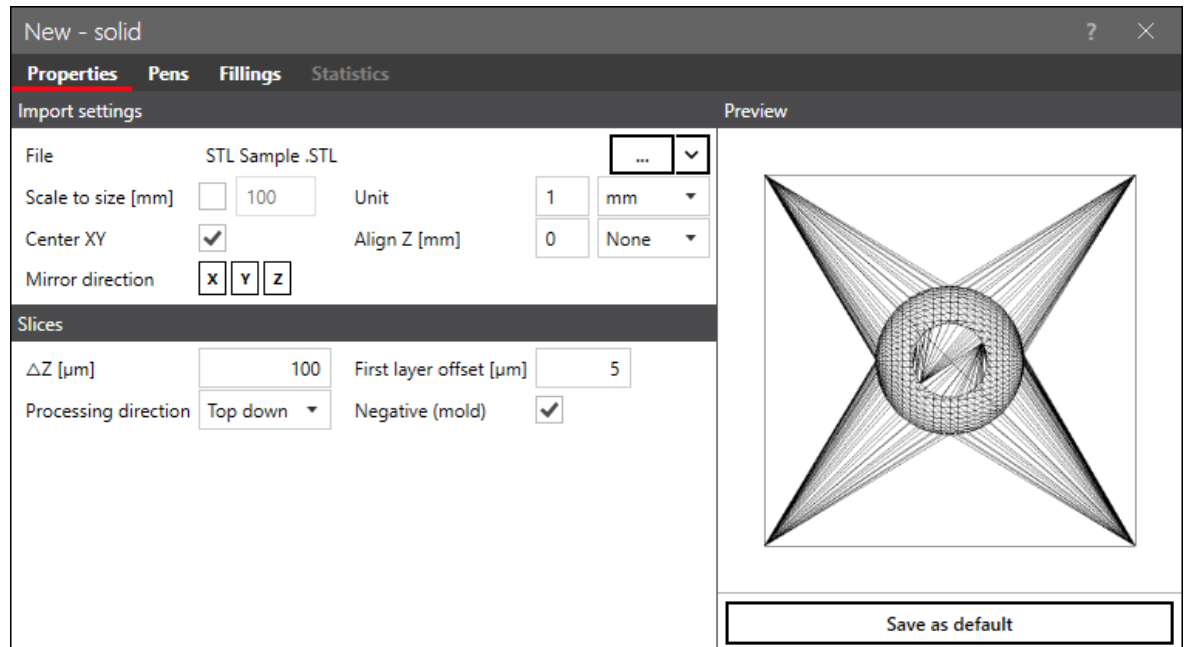 New - solid ?
Properties Pens Fillings Statistics
Import settings
Preview
File STL Sample .STL ...
Scale to size [mm] 100 Unit 1 mm
Center XY Align Z [mm] 0 None
Mirror direction X Y Z
Slices
△Z [µm] 100 First layer offset [µm] 5
Processing direction Top down Negative (mold)
Save as default